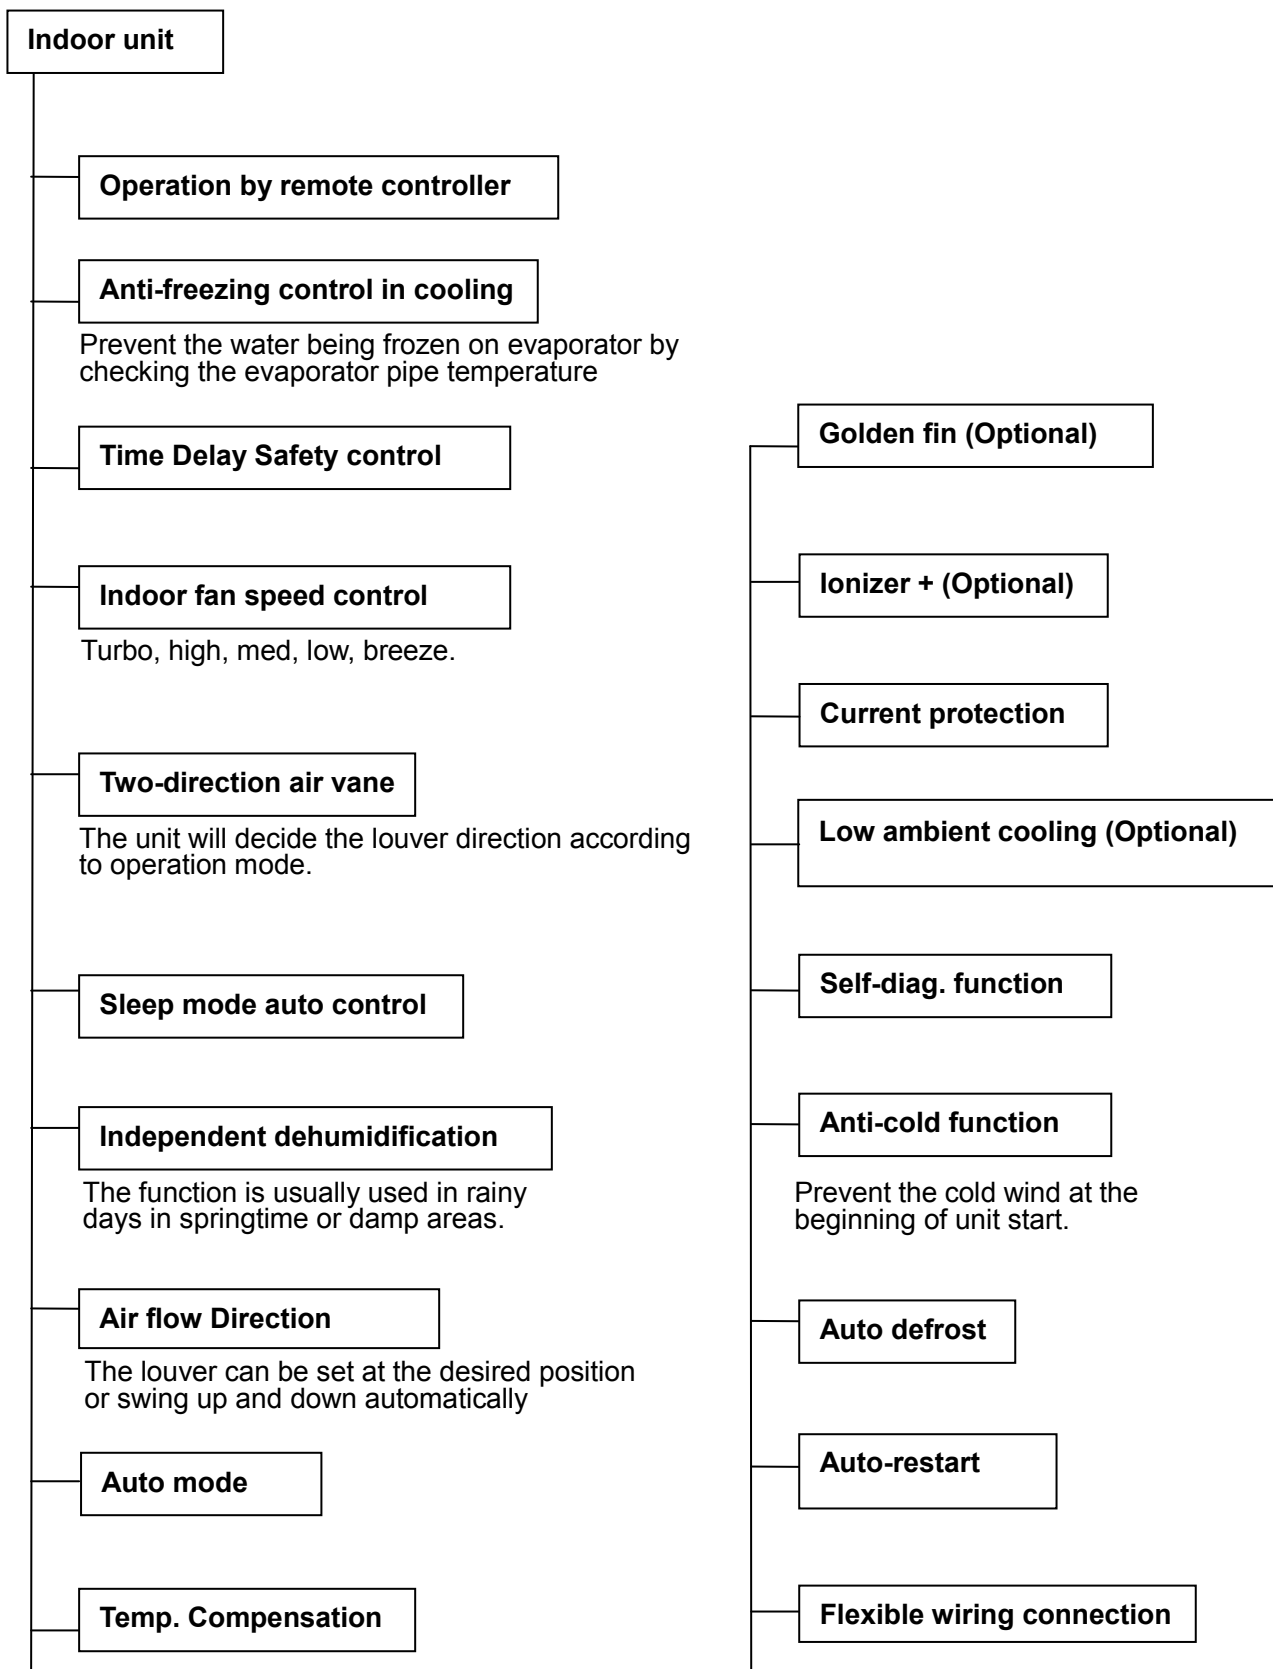 Indoor unit
Operation by remote controller
Anti-freezing control in cooling
Prevent the water being frozen on evaporator by
checking the evaporator pipe temperature
Time Delay Safety control
Indoor fan speed control
Turbo, high, med, low, breeze.
Two-direction air vane
The unit will decide the louver direction according
to operation mode.
Sleep mode auto control
Independent dehumidification
The function is usually used in rainy
days in springtime or damp areas.
Air flow Direction
The louver can be set at the desired position
or swing up and down automatically
Auto mode
Temp. Compensation
Golden fin (Optional)
Ionizer + (Optional)
Current protection
Low ambient cooling (Optional)
Self-diag. function
Anti-cold function
Prevent the cold wind at the
beginning of unit start.
Auto defrost
Auto-restart
Flexible wiring connection